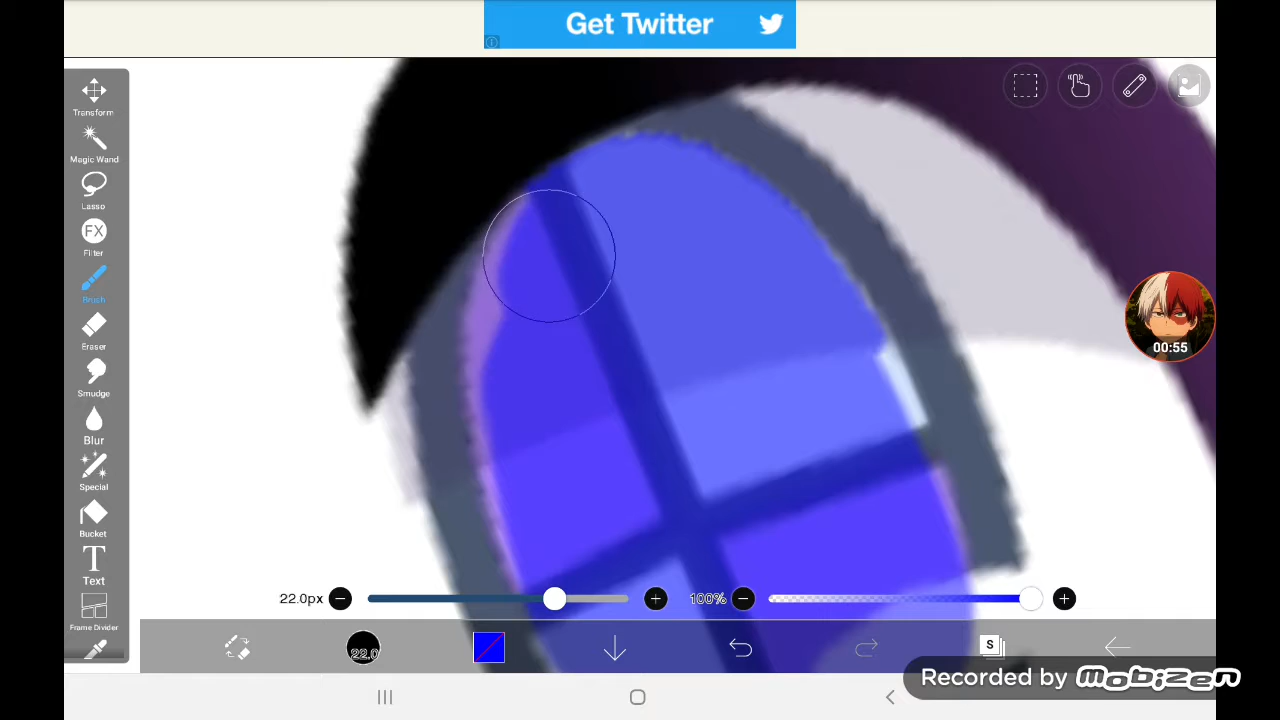 Get Twitter
Transform
Magic Wand
Lasso
FX
Filter
Brush
Eraser
Smudge
Blur
Special
Bucket
T
Text
Frame Divider
00:55
22.0px
100%
22.0
S
Recorded by MOBIZEN